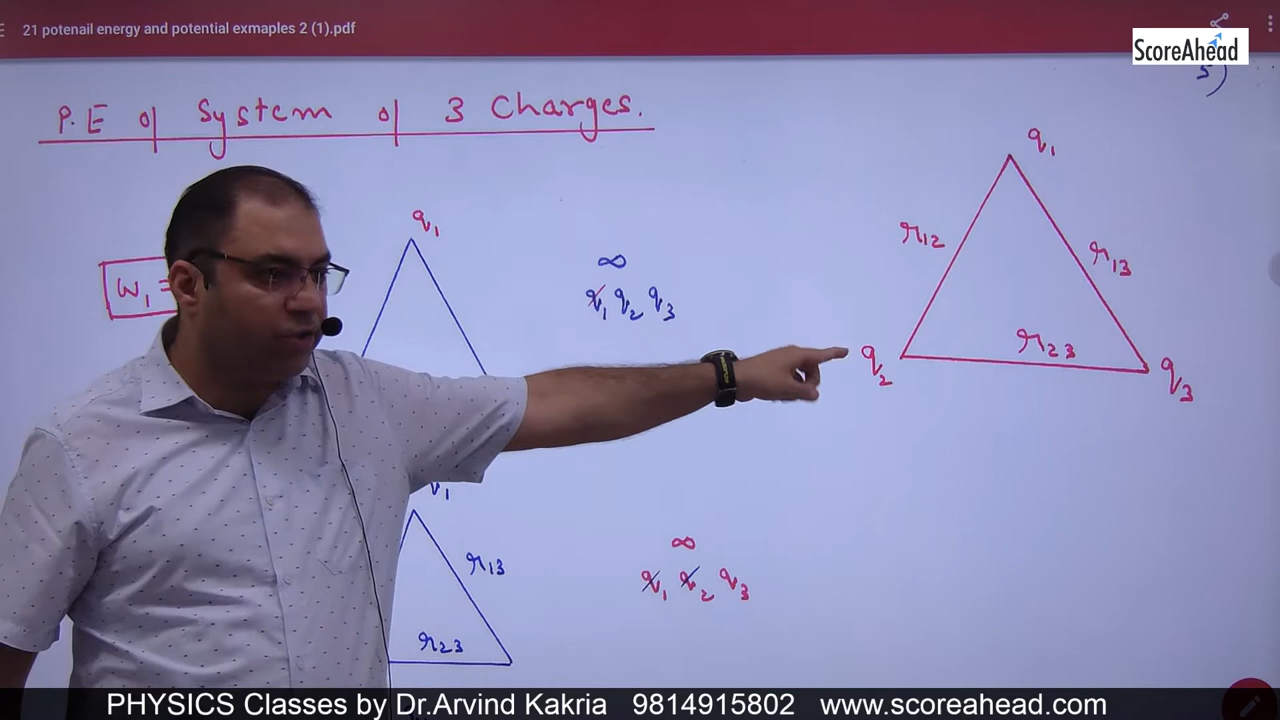 21 potenail energy and potential exmaples 2 (1).pdf
ScoreAhead
5)
P.E of System of 3 Charges.
q1
r12
r13
r23
q2
q3
q1
W1 =
∞
q1 q2 q3
r13
r23
∞
q1 q2 q3
PHYSICS Classes by Dr.Arvind Kakria 9814915802 www.scoreahead.com